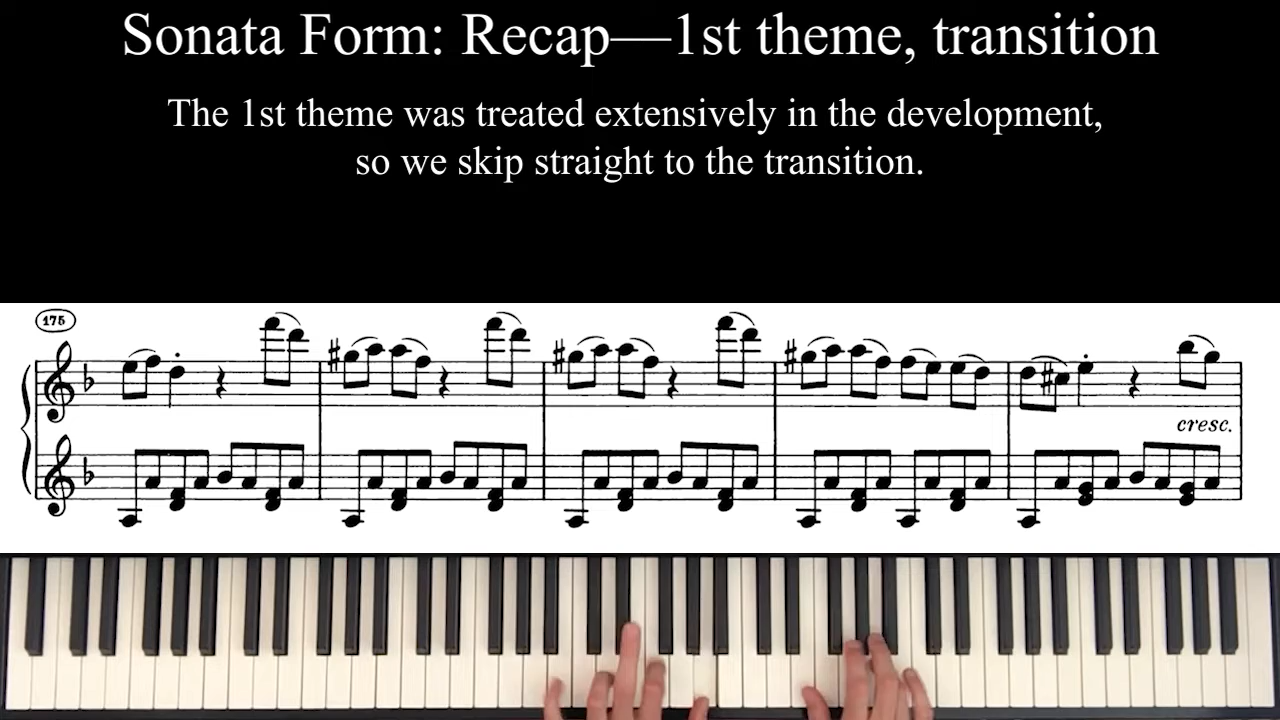 Sonata Form: Recap—1st theme, transition
The 1st theme was treated extensively in the development,
so we skip straight to the transition.
175
cresc.